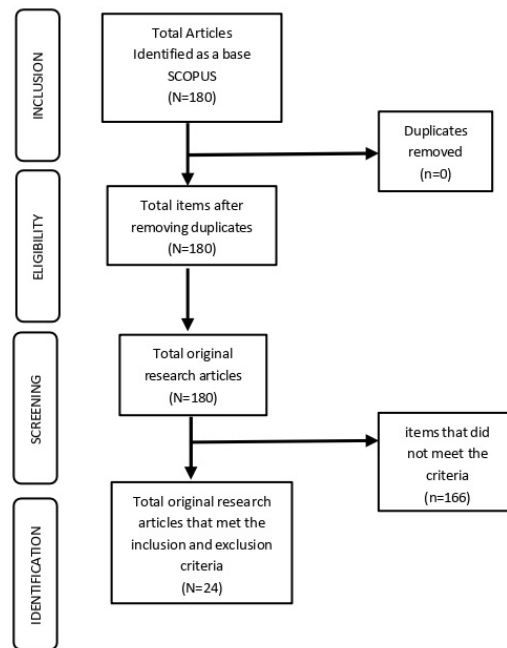 INCLUSION
Total Articles
Identified as a base
SCOPUS
(N=180)
Duplicates
removed
(n=0)
ELIGIBILITY
Total items after
removing duplicates
(N=180)
SCREENING
Total original
research articles
(N=180)
items that did
not meet the
criteria
(n=166)
IDENTIFICATION
Total original research
articles that met the
inclusion and exclusion
criteria
(N=24)